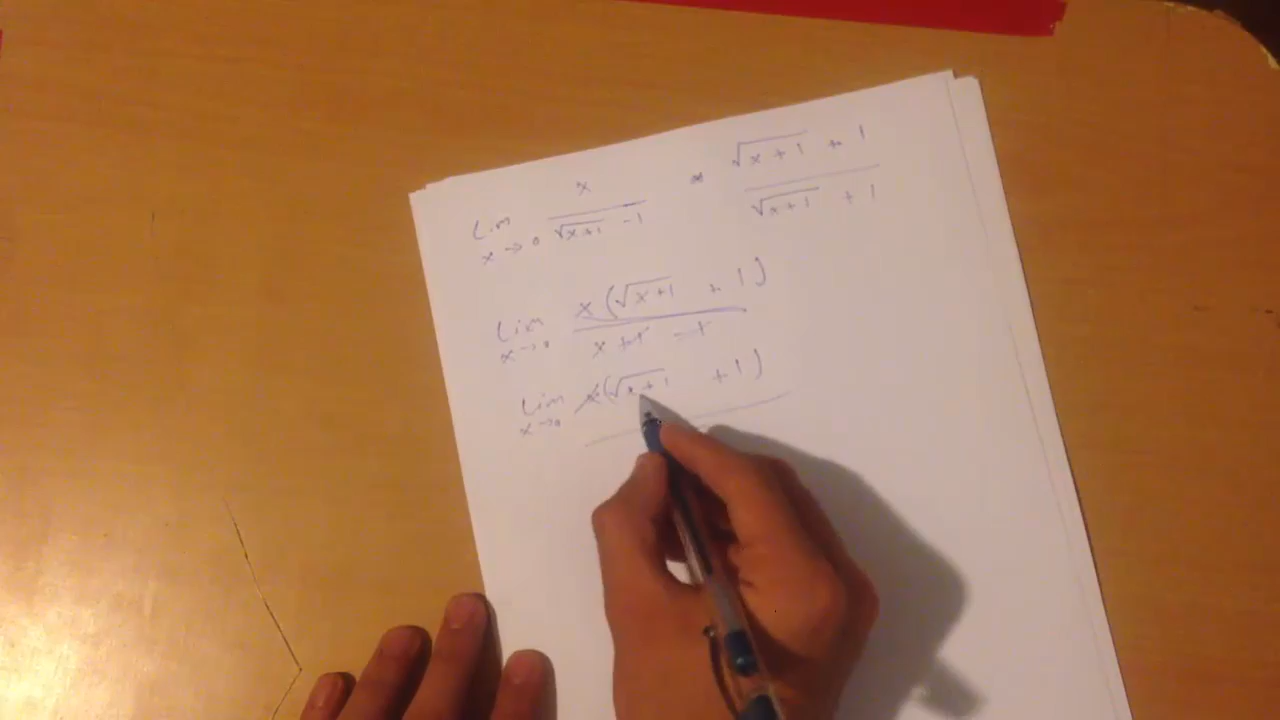 lim x→0 x / (√(x+1) - 1) * (√(x+1) + 1) / (√(x+1) + 1)
lim x→0 x(√(x+1) + 1) / (x +1 -1)
lim x→0 x(√(x+1) + 1)